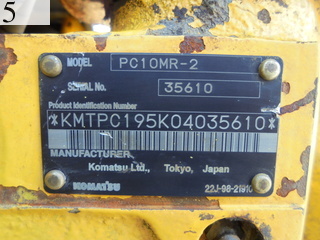 5
MODEL PC10MR-2
SERIAL No. 35610
Product Identification Number
*KMTPC195K04035610*
MANUFACTURER
Komatsu Ltd., Tokyo, Japan
KOMATSU